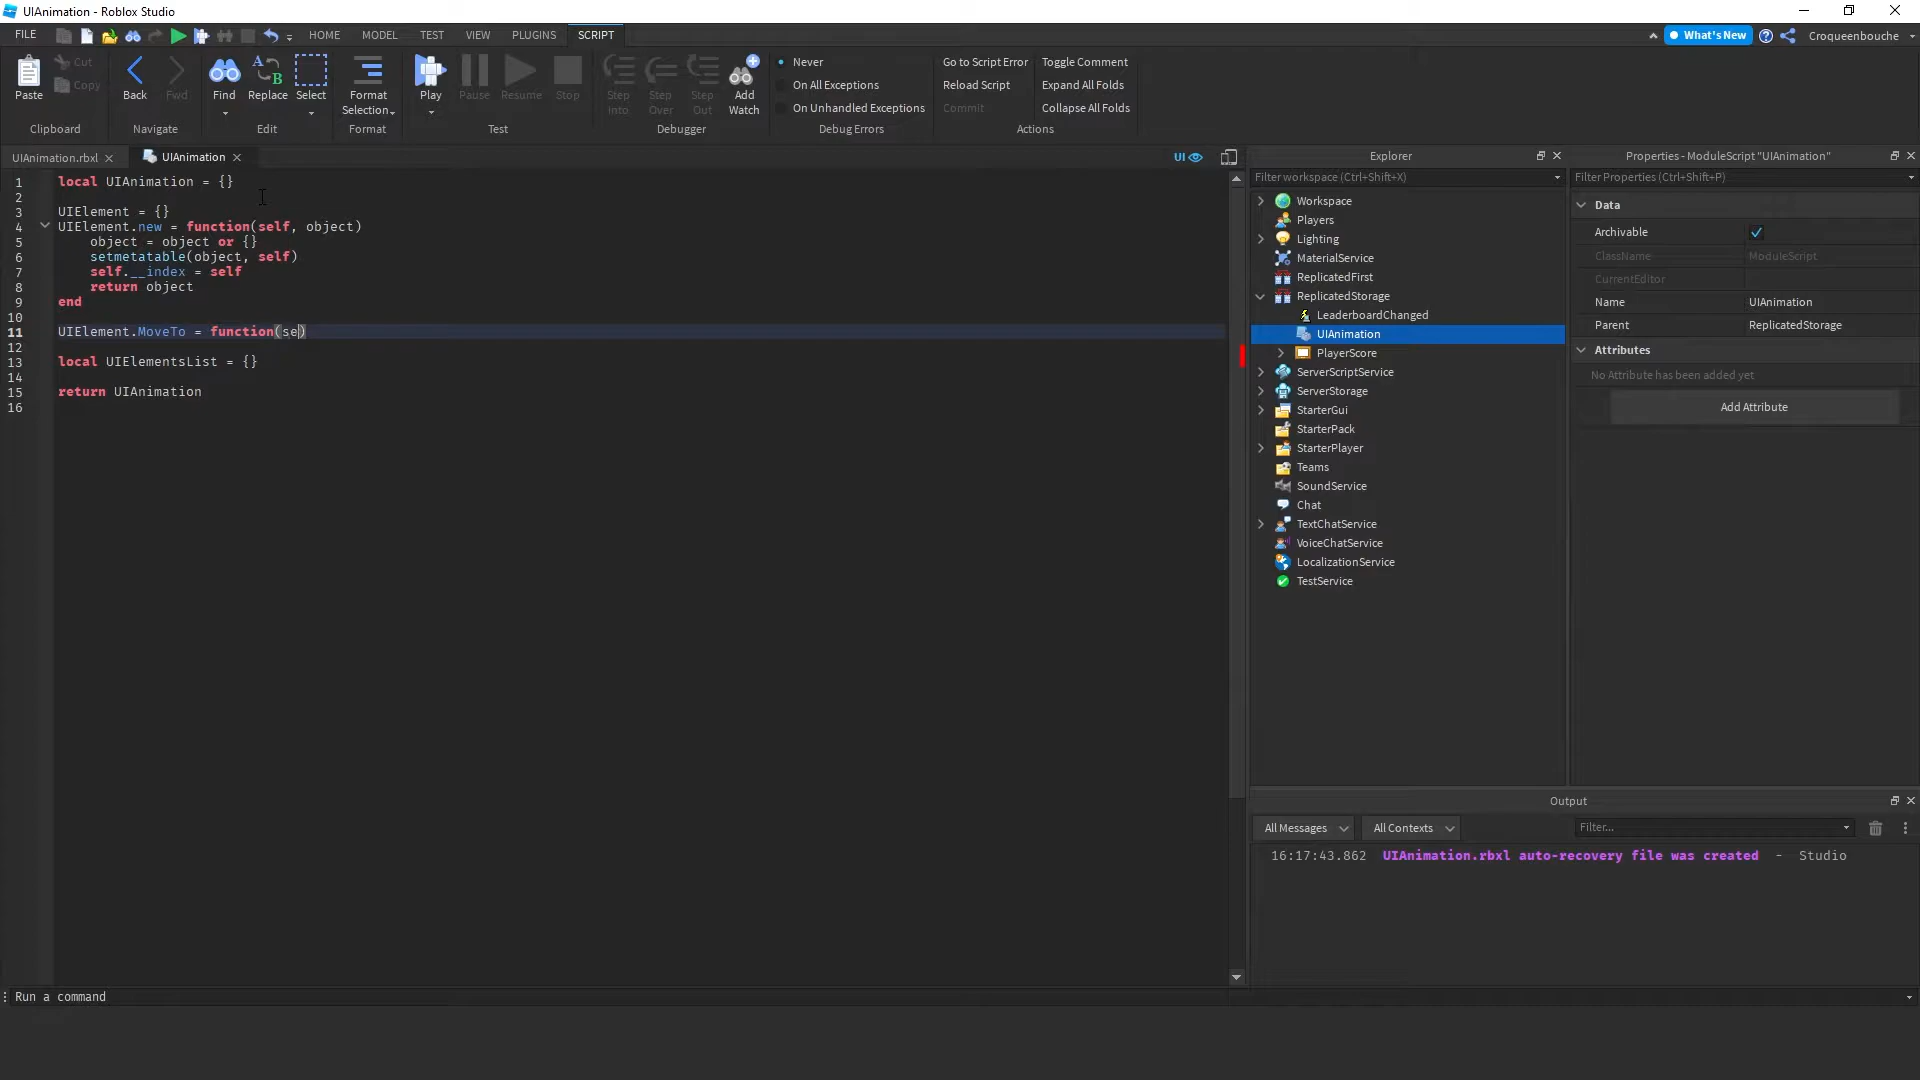 UIAnimation - Roblox Studio
FILE
HOME
MODEL
TEST
VIEW
PLUGINS
SCRIPT
What's New
Croqueenbouche
Paste
Cut
Copy
Back
Fwd
Find
Replace
Select
Format
Selection
Play
Pause
Resume
Stop
Step
Into
Step
Over
Step
Out
Add
Watch
Never
On All Exceptions
On Unhandled Exceptions
Go to Script Error
Reload Script
Commit
Toggle Comment
Expand All Folds
Collapse All Folds
Clipboard
Navigate
Edit
Format
Test
Debugger
Debug Errors
Actions
UIAnimation.rbxl
UIAnimation
UI
1 local UIAnimation = {}
2
3 UIElement = {}
4 UIElement.new = function(self, object)
5 object = object or {}
6 setmetatable(object, self)
7 self.__index = self
8 return object
9 end
10
11 UIElement.MoveTo = function(se)
12
13 local UIElementsList = {}
14
15 return UIAnimation
16
Explorer
Filter workspace (Ctrl+Shift+X)
Workspace
Players
Lighting
MaterialService
ReplicatedFirst
ReplicatedStorage
LeaderboardChanged
UIAnimation
PlayerScore
ServerScriptService
ServerStorage
StarterGui
StarterPack
StarterPlayer
Teams
SoundService
Chat
TextChatService
VoiceChatService
LocalizationService
TestService
Properties - ModuleScript "UIAnimation"
Filter Properties (Ctrl+Shift+P)
Data
Archivable
ClassName ModuleScript
CurrentEditor
Name UIAnimation
Parent ReplicatedStorage
Attributes
No Attribute has been added yet
Add Attribute
Output
All Messages
All Contexts
Filter...
16:17:43.862 UIAnimation.rbxl auto-recovery file was created - Studio
Run a command